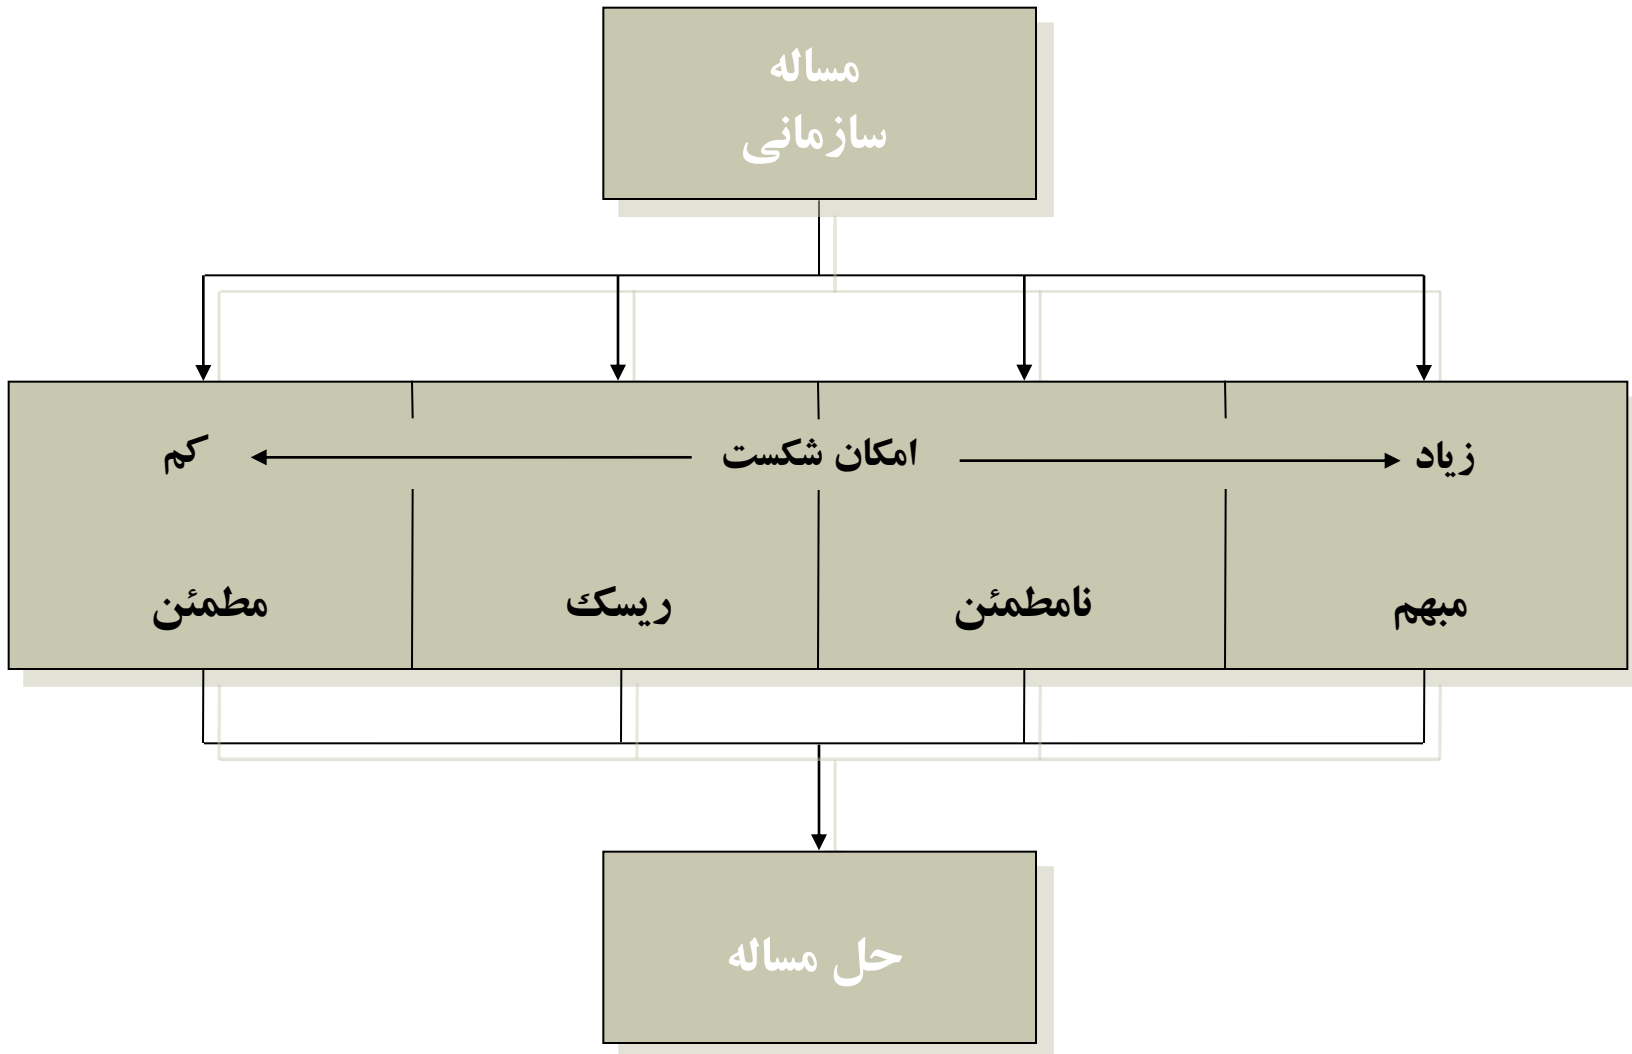 مساله
سازمانی
زیاد
امکان شکست
کم
مبهم
نامطمئن
ریسک
مطمئن
حل مساله